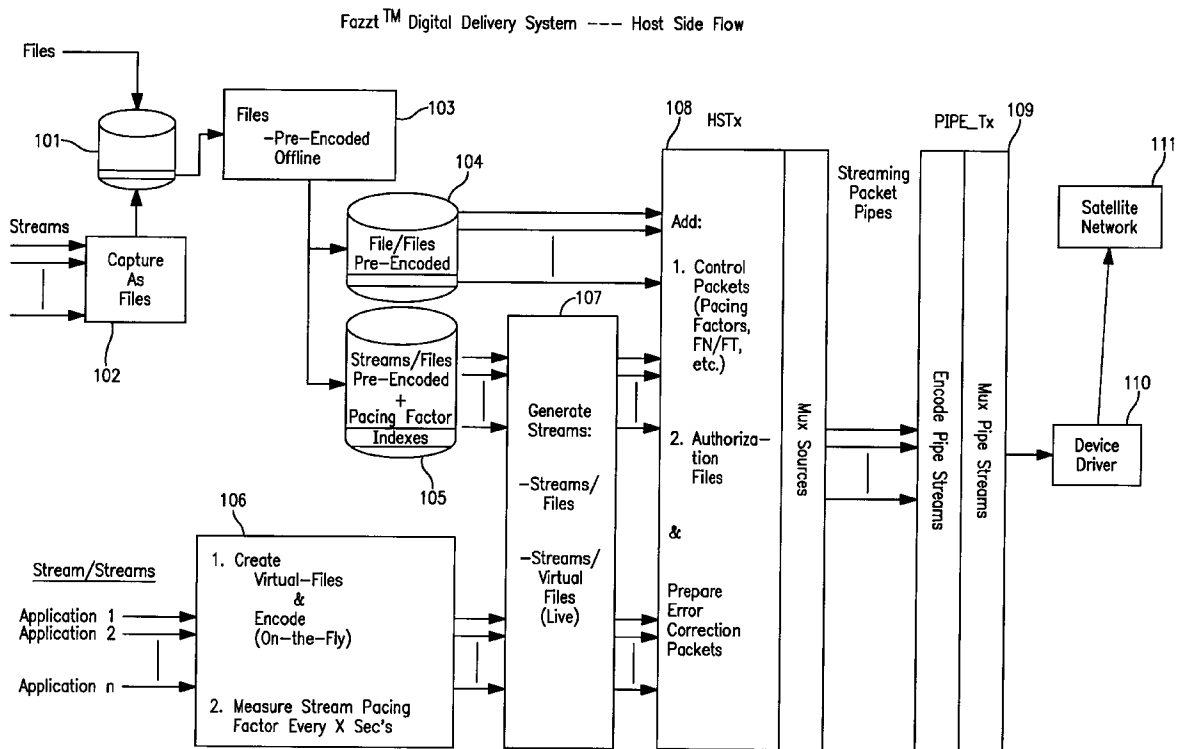 Fazzt™ Digital Delivery System --- Host Side Flow
Files
101
Streams
Capture
As
Files
102
Files
-Pre-Encoded
Offline
103
104
File/Files
Pre-Encoded
Streams/Files
Pre-Encoded
+
Pacing Factor
Indexes
105
106
1. Create
Virtual-Files
&
Encode
(On-the-Fly)
2. Measure Stream Pacing
Factor Every X Sec's
Stream/Streams
Application 1
Application 2
Application n
107
Generate
Streams:
-Streams/
Files
-Streams/
Virtual
Files
(Live)
108
HSTx
Add:
1. Control
Packets
(Pacing
Factors,
FN/FT,
etc.)
2. Authoriza-
tion
Files
&
Prepare
Error
Correction
Packets
Mux Sources
Streaming
Packet
Pipes
PIPE_Tx
109
Encode Pipe Streams
Mux Pipe Streams
110
Device
Driver
111
Satellite
Network